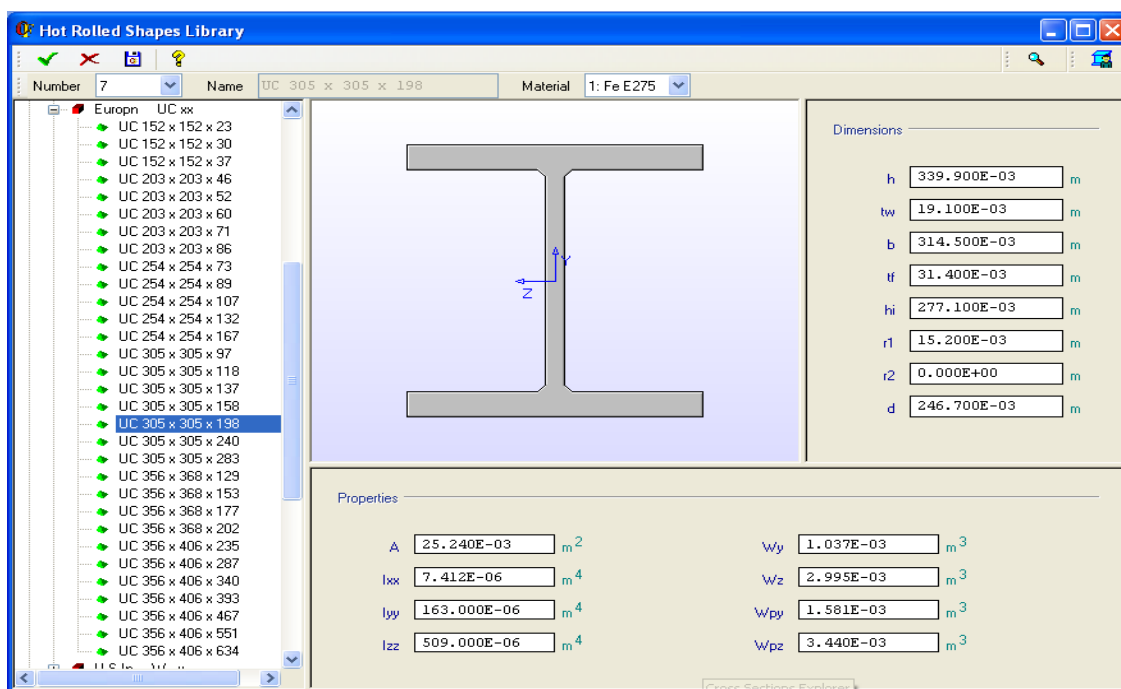 Hot Rolled Shapes Library
Number 7 Name UC 305 x 305 x 198 Material 1: Fe E275
Europn UC xx
UC 152 x 152 x 23
UC 152 x 152 x 30
UC 152 x 152 x 37
UC 203 x 203 x 46
UC 203 x 203 x 52
UC 203 x 203 x 60
UC 203 x 203 x 71
UC 203 x 203 x 86
UC 254 x 254 x 73
UC 254 x 254 x 89
UC 254 x 254 x 107
UC 254 x 254 x 132
UC 254 x 254 x 167
UC 305 x 305 x 97
UC 305 x 305 x 118
UC 305 x 305 x 137
UC 305 x 305 x 158
UC 305 x 305 x 198
UC 305 x 305 x 240
UC 305 x 305 x 283
UC 356 x 368 x 129
UC 356 x 368 x 153
UC 356 x 368 x 177
UC 356 x 368 x 202
UC 356 x 406 x 235
UC 356 x 406 x 287
UC 356 x 406 x 340
UC 356 x 406 x 393
UC 356 x 406 x 467
UC 356 x 406 x 551
UC 356 x 406 x 634
Y
Z
Dimensions
h 339.900E-03 m
tw 19.100E-03 m
b 314.500E-03 m
tf 31.400E-03 m
hi 277.100E-03 m
r1 15.200E-03 m
r2 0.000E+00 m
d 246.700E-03 m
Properties
A 25.240E-03 m2 Wy 1.037E-03 m3
Ixx 7.412E-06 m4 Wz 2.995E-03 m3
Iyy 163.000E-06 m4 Wpy 1.581E-03 m3
Izz 509.000E-06 m4 Wpz 3.440E-03 m3
Cross Sections Explorer